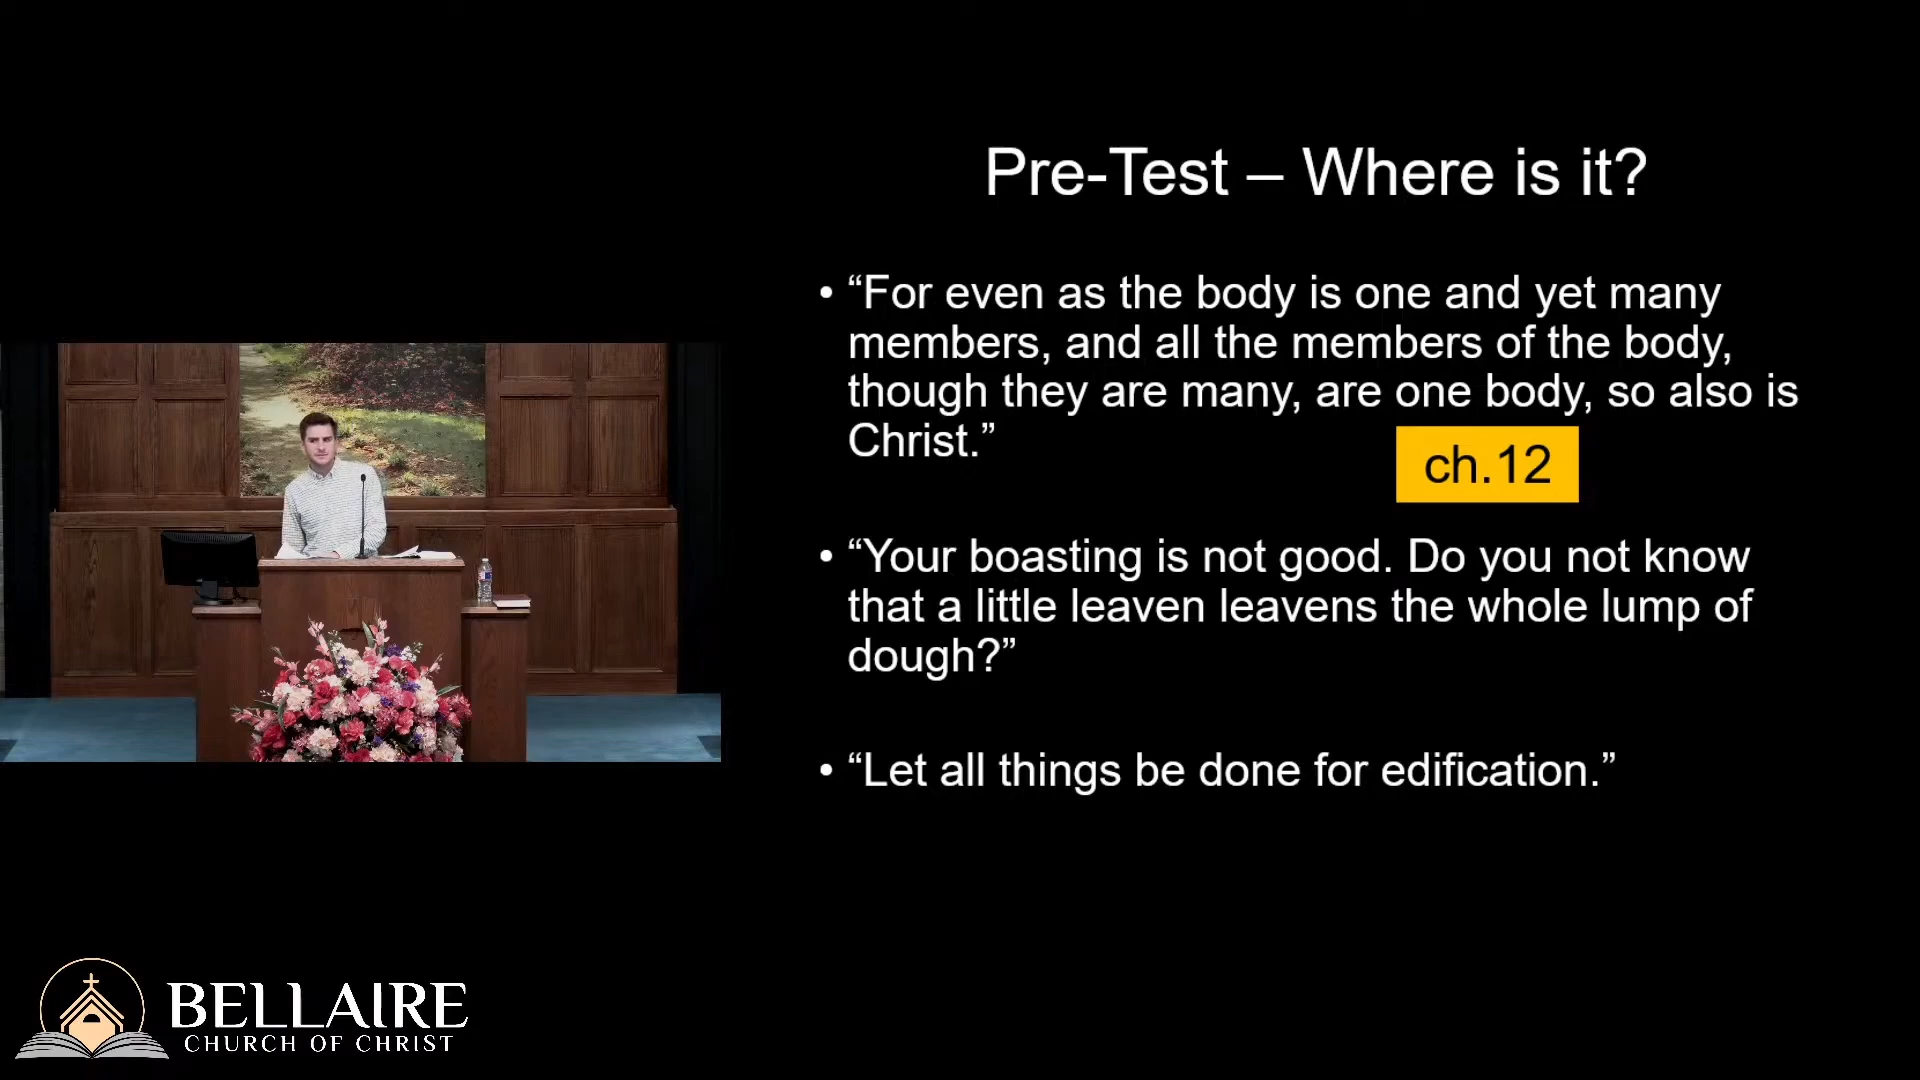 Pre-Test – Where is it?
• “For even as the body is one and yet many
members, and all the members of the body,
though they are many, are one body, so also is
Christ.”
ch.12
• “Your boasting is not good. Do you not know
that a little leaven leavens the whole lump of
dough?”
• “Let all things be done for edification.”
BELLAIRE
CHURCH OF CHRIST